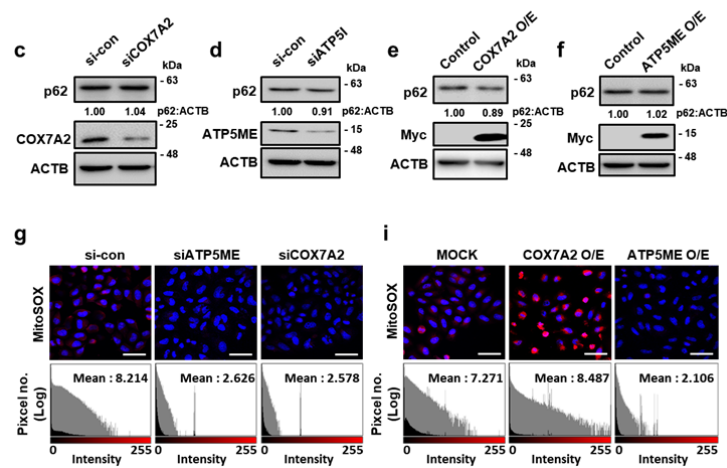 c
si-con siCOX7A2
kDa
p62
- 63
1.00 1.04 p62:ACTB
- 25
COX7A2
- 48
ACTB
d
si-con siATP5I
kDa
p62
- 63
1.00 0.91 p62:ACTB
ATP5ME
- 15
- 48
ACTB
e
Control COX7A2 O/E
kDa
p62
- 63
1.00 0.89 p62:ACTB
- 25
Myc
- 48
ACTB
f
Control ATP5ME O/E
kDa
p62
- 63
1.00 1.02 p62:ACTB
Myc
- 15
- 48
ACTB
g
si-con siATP5ME siCOX7A2
MitoSOX
Pixcel no.
(Log)
Mean : 8.214 Mean : 2.626 Mean : 2.578
0 255 0 255 0 255
Intensity Intensity Intensity
i
MOCK COX7A2 O/E ATP5ME O/E
MitoSOX
Pixcel no.
(Log)
Mean : 7.271 Mean : 8.487 Mean : 2.106
0 255 0 255 0 255
Intensity Intensity Intensity